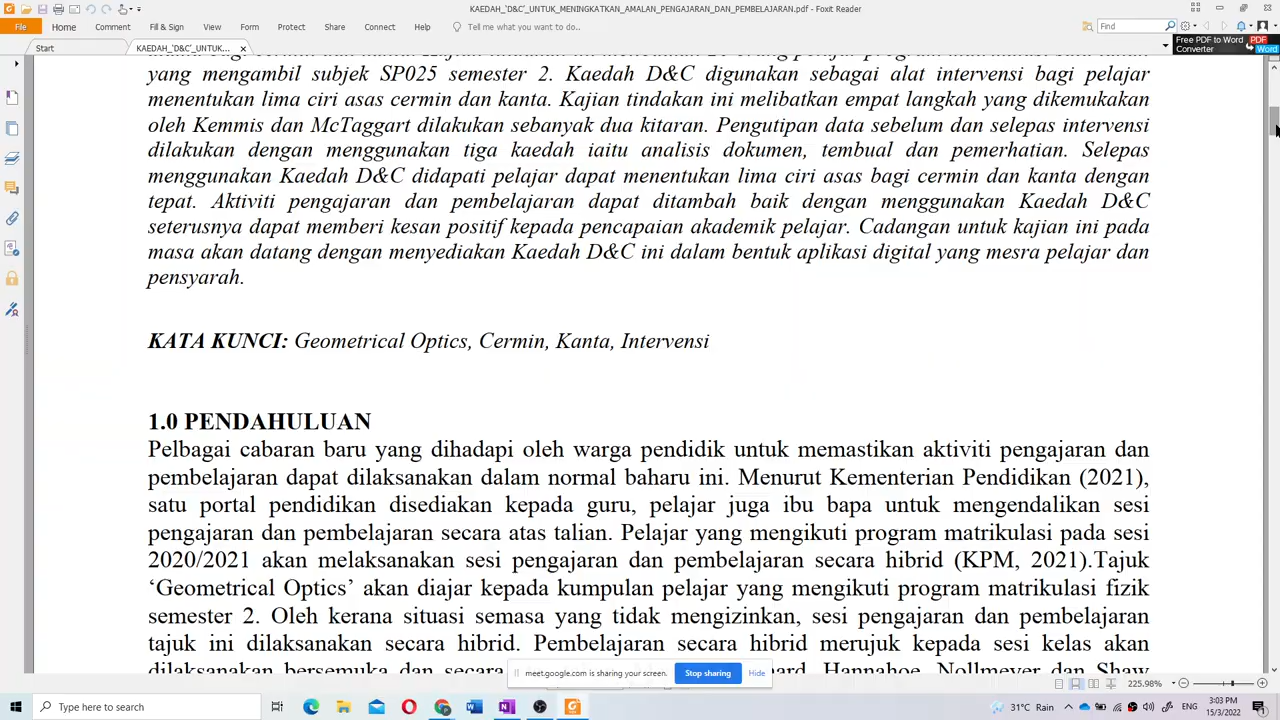 KAEDAH_'D&C'_UNTUK_MENINGKATKAN_AMALAN_PENGAJARAN_DAN_PEMBELAJARAN.pdf - Foxit Reader
File Home Comment Fill & Sign View Form Protect Share Connect Help Tell me what you want to do.. Find
Start KAEDAH_'D&C'_UNTUK... Free PDF to Word Converter PDF Word
yang mengambil subjek SP025 semester 2. Kaedah D&C digunakan sebagai alat intervensi bagi pelajar
menentukan lima ciri asas cermin dan kanta. Kajian tindakan ini melibatkan empat langkah yang dikemukakan
oleh Kemmis dan McTaggart dilakukan sebanyak dua kitaran. Pengutipan data sebelum dan selepas intervensi
dilakukan dengan menggunakan tiga kaedah iaitu analisis dokumen, tembual dan pemerhatian. Selepas
menggunakan Kaedah D&C didapati pelajar dapat menentukan lima ciri asas bagi cermin dan kanta dengan
tepat. Aktiviti pengajaran dan pembelajaran dapat ditambah baik dengan menggunakan Kaedah D&C
seterusnya dapat memberi kesan positif kepada pencapaian akademik pelajar. Cadangan untuk kajian ini pada
masa akan datang dengan menyediakan Kaedah D&C ini dalam bentuk aplikasi digital yang mesra pelajar dan
pensyarah.
KATA KUNCI: Geometrical Optics, Cermin, Kanta, Intervensi
1.0 PENDAHULUAN
Pelbagai cabaran baru yang dihadapi oleh warga pendidik untuk memastikan aktiviti pengajaran dan
pembelajaran dapat dilaksanakan dalam normal baharu ini. Menurut Kementerian Pendidikan (2021),
satu portal pendidikan disediakan kepada guru, pelajar juga ibu bapa untuk mengendalikan sesi
pengajaran dan pembelajaran secara atas talian. Pelajar yang mengikuti program matrikulasi pada sesi
2020/2021 akan melaksanakan sesi pengajaran dan pembelajaran secara hibrid (KPM, 2021).Tajuk
‘Geometrical Optics’ akan diajar kepada kumpulan pelajar yang mengikuti program matrikulasi fizik
semester 2. Oleh kerana situasi semasa yang tidak mengizinkan, sesi pengajaran dan pembelajaran
tajuk ini dilaksanakan secara hibrid. Pembelajaran secara hibrid merujuk kepada sesi kelas akan
dilaksanakan bersemuka dan secara Hannahoe, Nollmeyer dan Shaw
meet.google.com is sharing your screen. Stop sharing Hide
225.98%
Type here to search 31°C Rain ENG 3:03 PM
15/3/2022